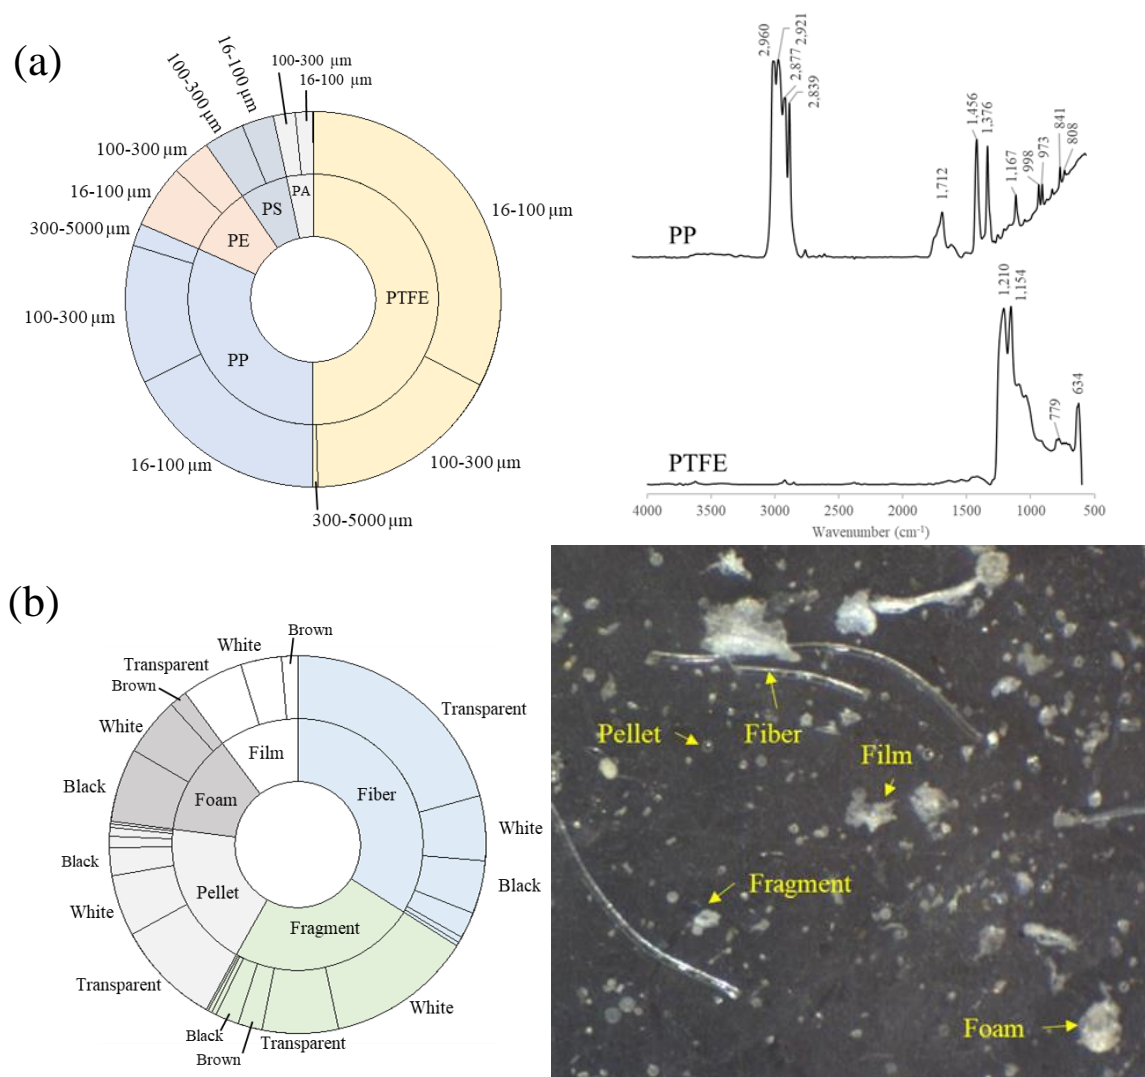 (a)
100-300 μm
16-100 μm
100-300 μm
16-100 μm
100-300 μm
16-100 μm
300-5000 μm
100-300 μm
16-100 μm
16-100 μm
100-300 μm
300-5000 μm
PA
PS
PE
PP
PTFE
2,960
2,921
2,877
2,839
1,712
1,456
1,376
1,167
998
973
841
808
PP
1,210
1,154
779
634
PTFE
4000 3500 3000 2500 2000 1500 1000 500
Wavenumber (cm⁻¹)
(b)
Brown
White
Transparent
Brown
White
Black
Black
White
Transparent
Black
Brown
Transparent
White
Transparent
White
Black
Film
Foam
Pellet
Fragment
Fiber
Pellet
Fiber
Film
Fragment
Foam